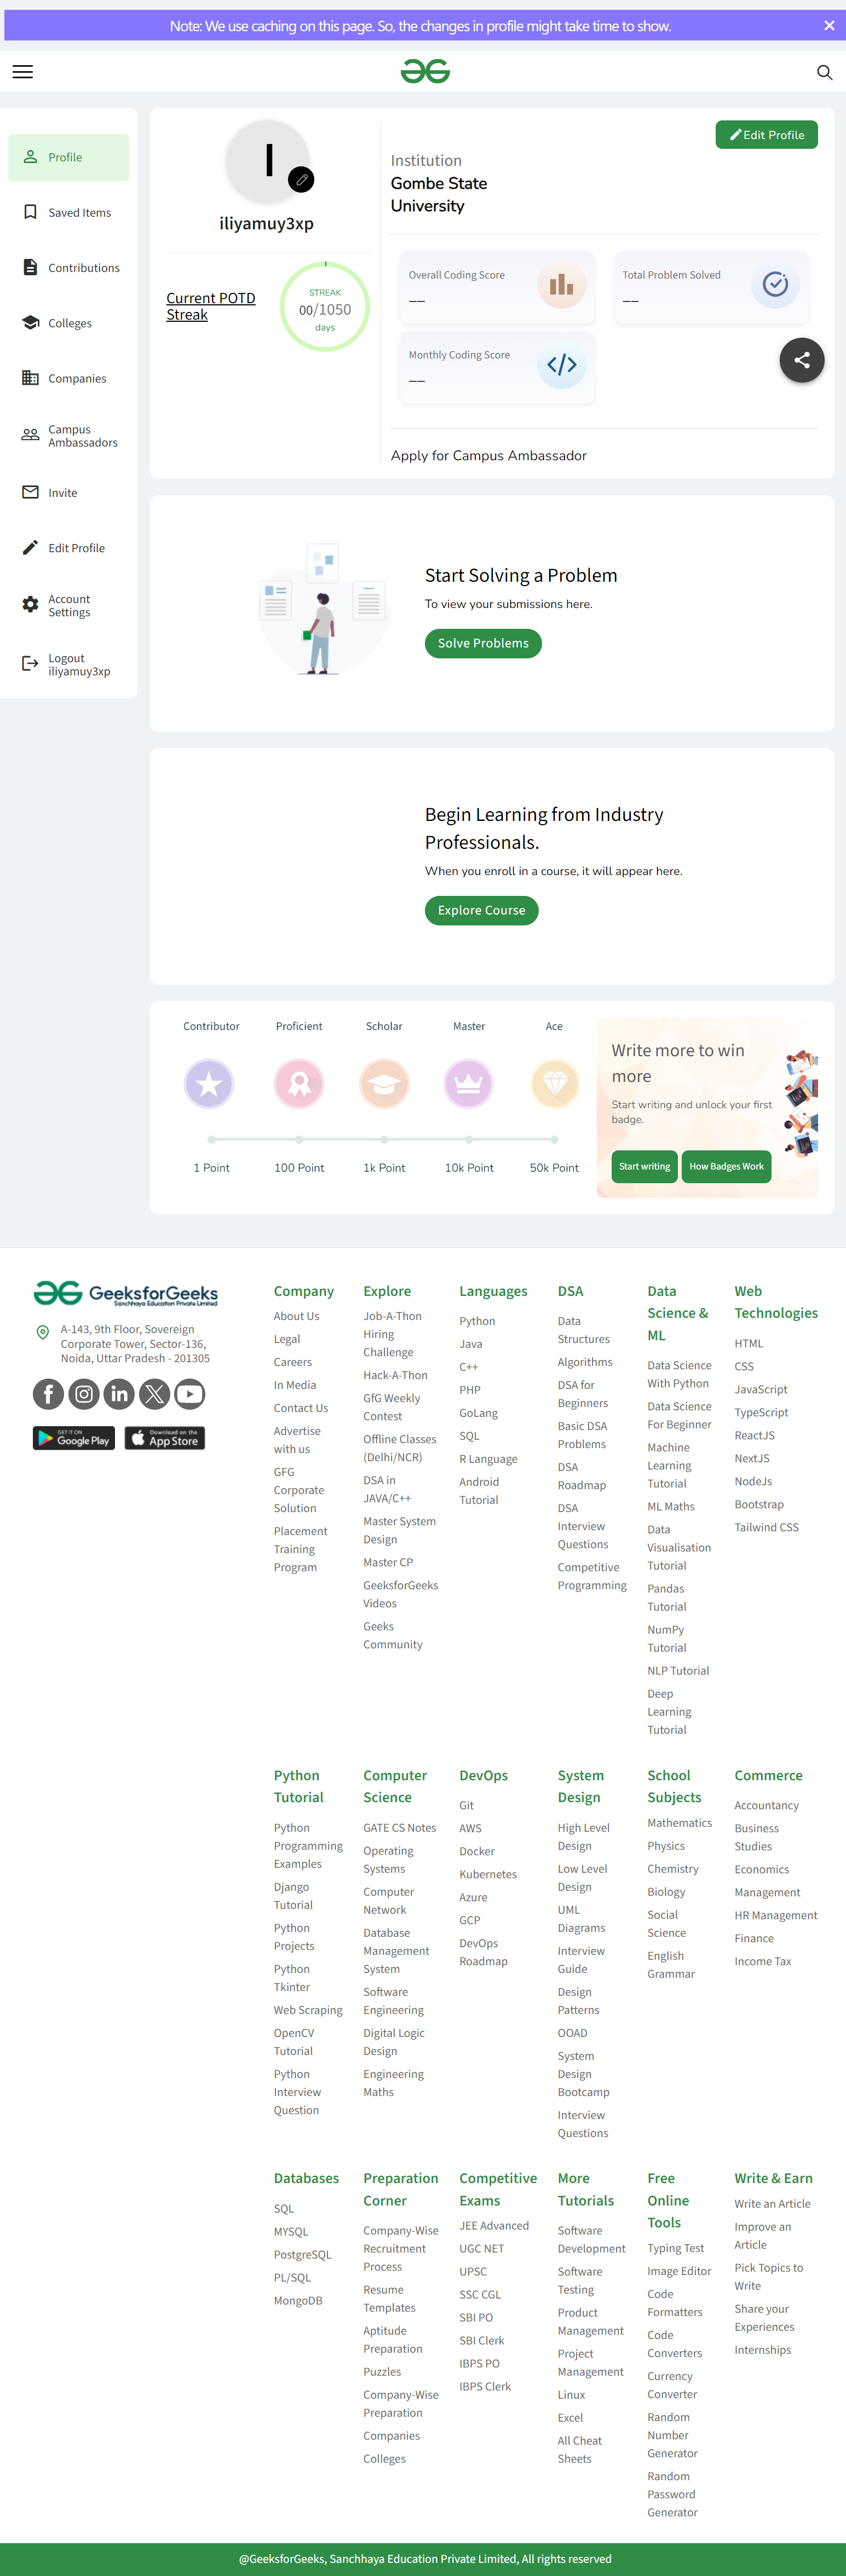 Note: We use caching on this page. So, the changes in profile might take time to show.
Profile
Saved Items
Contributions
Colleges
Companies
Campus
Ambassadors
Invite
Edit Profile
Account
Settings
Logout
iliyamuy3xp
I
iliyamuy3xp
Current POTD
Streak
STREAK
00/1050
days
Edit Profile
Institution
Gombe State
University
Overall Coding Score
__
Total Problem Solved
__
Monthly Coding Score
__
Apply for Campus Ambassador
Start Solving a Problem
To view your submissions here.
Solve Problems
Begin Learning from Industry
Professionals.
When you enroll in a course, it will appear here.
Explore Course
Contributor
Proficient
Scholar
Master
Ace
1 Point
100 Point
1k Point
10k Point
50k Point
Write more to win
more
Start writing and unlock your first
badge.
Start writing
How Badges Work
GeeksforGeeks
Sanchhaya Education Private Limited
A-143, 9th Floor, Sovereign
Corporate Tower, Sector-136,
Noida, Uttar Pradesh - 201305
GET IT ON
Google Play
Download on the
App Store
Company
About Us
Legal
Careers
In Media
Contact Us
Advertise
with us
GFG
Corporate
Solution
Placement
Training
Program
Explore
Job-A-Thon
Hiring
Challenge
Hack-A-Thon
GfG Weekly
Contest
Offline Classes
(Delhi/NCR)
DSA in
JAVA/C++
Master System
Design
Master CP
GeeksforGeeks
Videos
Geeks
Community
Languages
Python
Java
C++
PHP
GoLang
SQL
R Language
Android
Tutorial
DSA
Data
Structures
Algorithms
DSA for
Beginners
Basic DSA
Problems
DSA
Roadmap
DSA
Interview
Questions
Competitive
Programming
Data
Science &
ML
Data Science
With Python
Data Science
For Beginner
Machine
Learning
Tutorial
ML Maths
Data
Visualisation
Tutorial
Pandas
Tutorial
NumPy
Tutorial
NLP Tutorial
Deep
Learning
Tutorial
Web
Technologies
HTML
CSS
JavaScript
TypeScript
ReactJS
NextJS
NodeJs
Bootstrap
Tailwind CSS
Python
Tutorial
Python
Programming
Examples
Django
Tutorial
Python
Projects
Python
Tkinter
Web Scraping
OpenCV
Tutorial
Python
Interview
Question
Computer
Science
GATE CS Notes
Operating
Systems
Computer
Network
Database
Management
System
Software
Engineering
Digital Logic
Design
Engineering
Maths
DevOps
Git
AWS
Docker
Kubernetes
Azure
GCP
DevOps
Roadmap
System
Design
High Level
Design
Low Level
Design
UML
Diagrams
Interview
Guide
Design
Patterns
OOAD
System
Design
Bootcamp
Interview
Questions
School
Subjects
Mathematics
Physics
Chemistry
Biology
Social
Science
English
Grammar
Commerce
Accountancy
Business
Studies
Economics
Management
HR Management
Finance
Income Tax
Databases
SQL
MYSQL
PostgreSQL
PL/SQL
MongoDB
Preparation
Corner
Company-Wise
Recruitment
Process
Resume
Templates
Aptitude
Preparation
Puzzles
Company-Wise
Preparation
Companies
Colleges
Competitive
Exams
JEE Advanced
UGC NET
UPSC
SSC CGL
SBI PO
SBI Clerk
IBPS PO
IBPS Clerk
More
Tutorials
Software
Development
Software
Testing
Product
Management
Project
Management
Linux
Excel
All Cheat
Sheets
Free
Online
Tools
Typing Test
Image Editor
Code
Formatters
Code
Converters
Currency
Converter
Random
Number
Generator
Random
Password
Generator
Write & Earn
Write an Article
Improve an
Article
Pick Topics to
Write
Share your
Experiences
Internships
@GeeksforGeeks, Sanchhaya Education Private Limited, All rights reserved